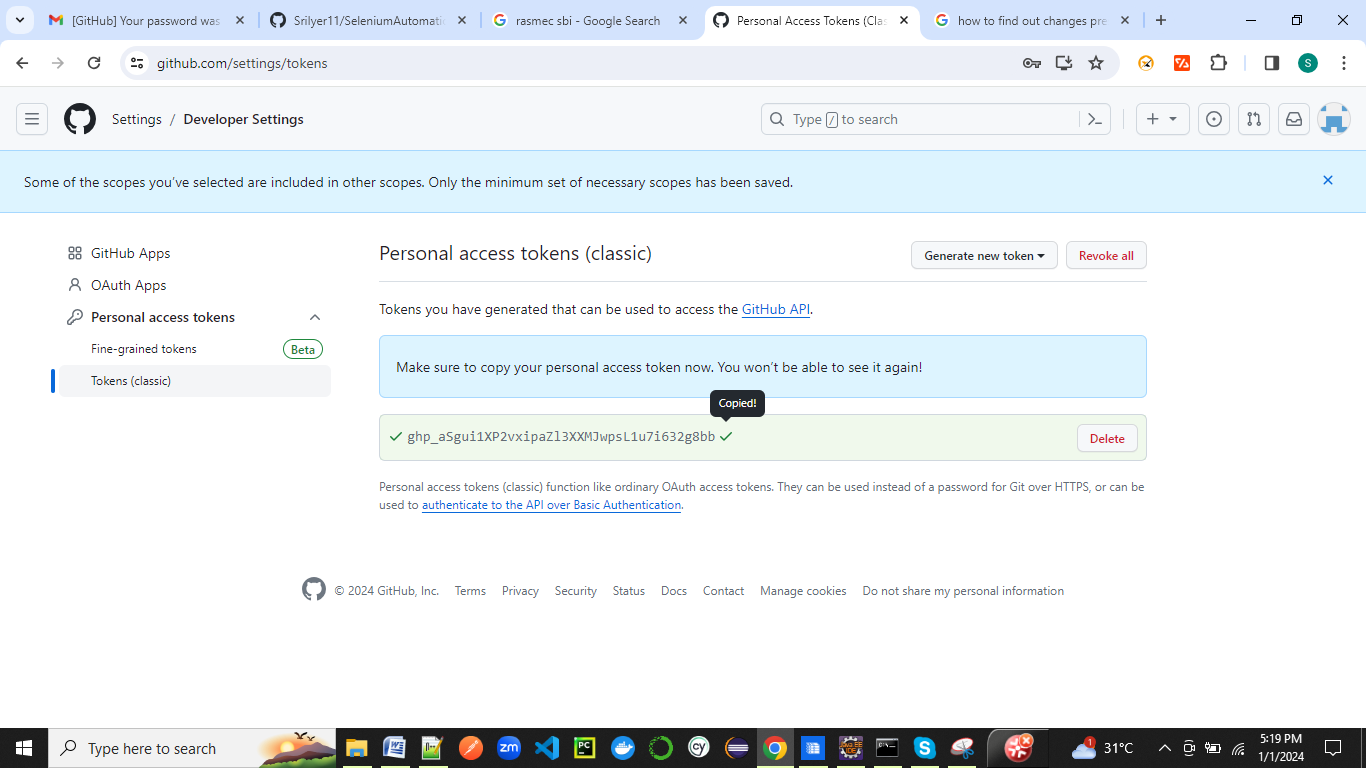 [GitHub] Your password was
Srilyer11/SeleniumAutomatic
rasmec sbi - Google Search
Personal Access Tokens (Clas
how to find out changes pre
github.com/settings/tokens
S
Settings / Developer Settings
Type / to search
Some of the scopes you've selected are included in other scopes. Only the minimum set of necessary scopes has been saved.
GitHub Apps
OAuth Apps
Personal access tokens
Fine-grained tokens Beta
Tokens (classic)
Personal access tokens (classic)
Generate new token
Revoke all
Tokens you have generated that can be used to access the GitHub API.
Make sure to copy your personal access token now. You won't be able to see it again!
Copied!
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
Delete
Personal access tokens (classic) function like ordinary OAuth access tokens. They can be used instead of a password for Git over HTTPS, or can be
used to authenticate to the API over Basic Authentication.
© 2024 GitHub, Inc. Terms Privacy Security Status Docs Contact Manage cookies Do not share my personal information
Type here to search
zm
PC
cy
1
31°C
5:19 PM
1/1/2024